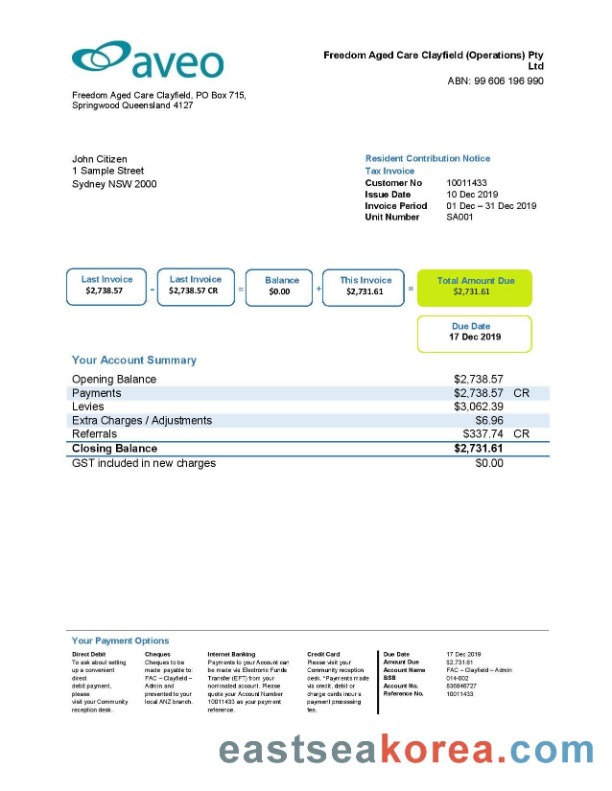 aveo
Freedom Aged Care Clayfield (Operations) Pty
Ltd
ABN: 99 606 196 990
Freedom Aged Care Clayfield, PO Box 715,
Springwood Queensland 4127
John Citizen
1 Sample Street
Sydney NSW 2000
Resident Contribution Notice
Tax Invoice
Customer No 10011433
Issue Date 10 Dec 2019
Invoice Period 01 Dec – 31 Dec 2019
Unit Number SA001
Last Invoice
$2,738.57
-
Last Invoice
$2,738.57 CR
=
Balance
$0.00
+
This Invoice
$2,731.61
=
Total Amount Due
$2,731.61
Due Date
17 Dec 2019
Your Account Summary
Opening Balance $2,738.57
Payments $2,738.57 CR
Levies $3,062.39
Extra Charges / Adjustments $6.96
Referrals $337.74 CR
Closing Balance $2,731.61
GST included in new charges $0.00
Your Payment Options
Direct Debit
To ask about setting
up a convenient
direct
debit payment,
please
visit your Community
reception desk.
Cheques
Cheques to be
made payable to:
FAC – Clayfield –
Admin and
presented to your
local ANZ branch.
Internet Banking
Payments to your Account can
be made via Electronic Funds
Transfer (EFT) from your
nominated account. Please
quote your Account Number
10011433 as your payment
reference.
Credit Card
Please visit your
Community reception
desk. *Payments made
via credit, debit or
charge cards incur a
payment processing
fee.
Due Date 17 Dec 2019
Amount Due $2,731.61
Account Name FAC – Clayfield – Admin
BSB 014-002
Account No. 836846727
Reference No. 10011433
eastseakorea.com